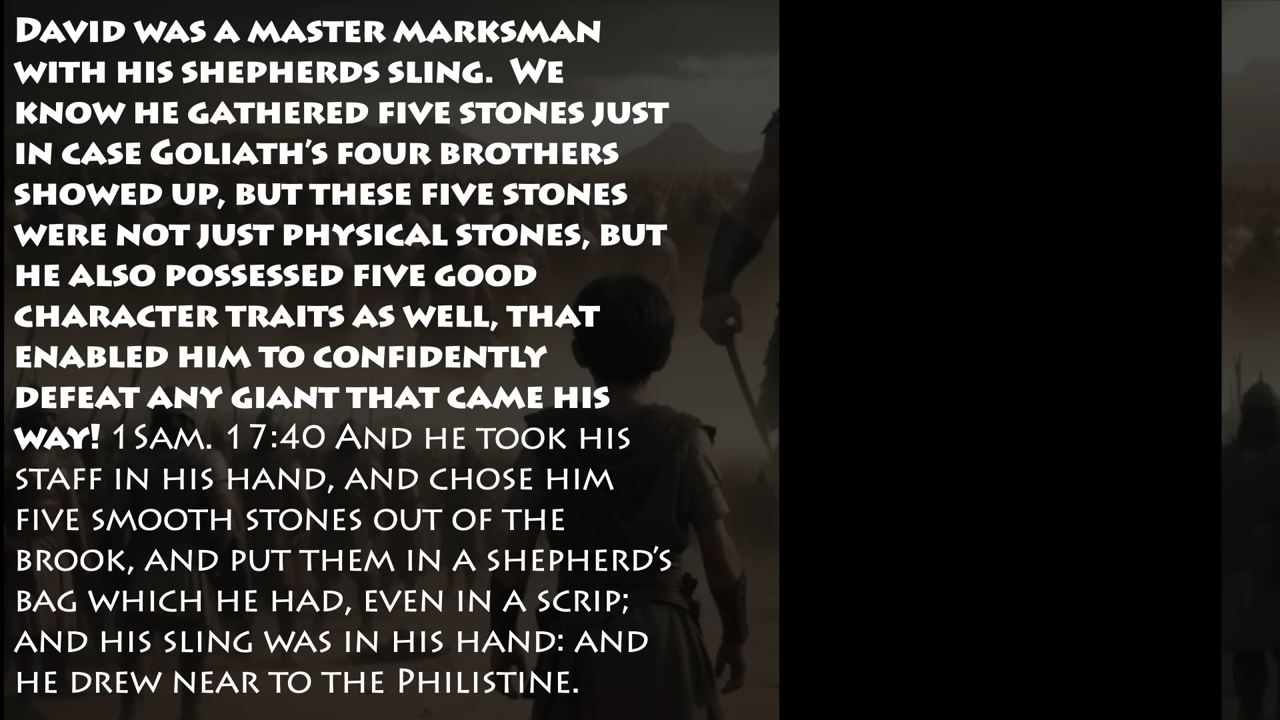 David was a master marksman
with his shepherds sling.  We
know he gathered five stones just
in case Goliath's four brothers
showed up, but these five stones
were not just physical stones, but
he also possessed five good
character traits as well, that
enabled him to confidently
defeat any giant that came his
way! 1Sam. 17:40 And he took his
staff in his hand, and chose him
five smooth stones out of the
brook, and put them in a shepherd's
bag which he had, even in a scrip;
and his sling was in his hand: and
he drew near to the Philistine.